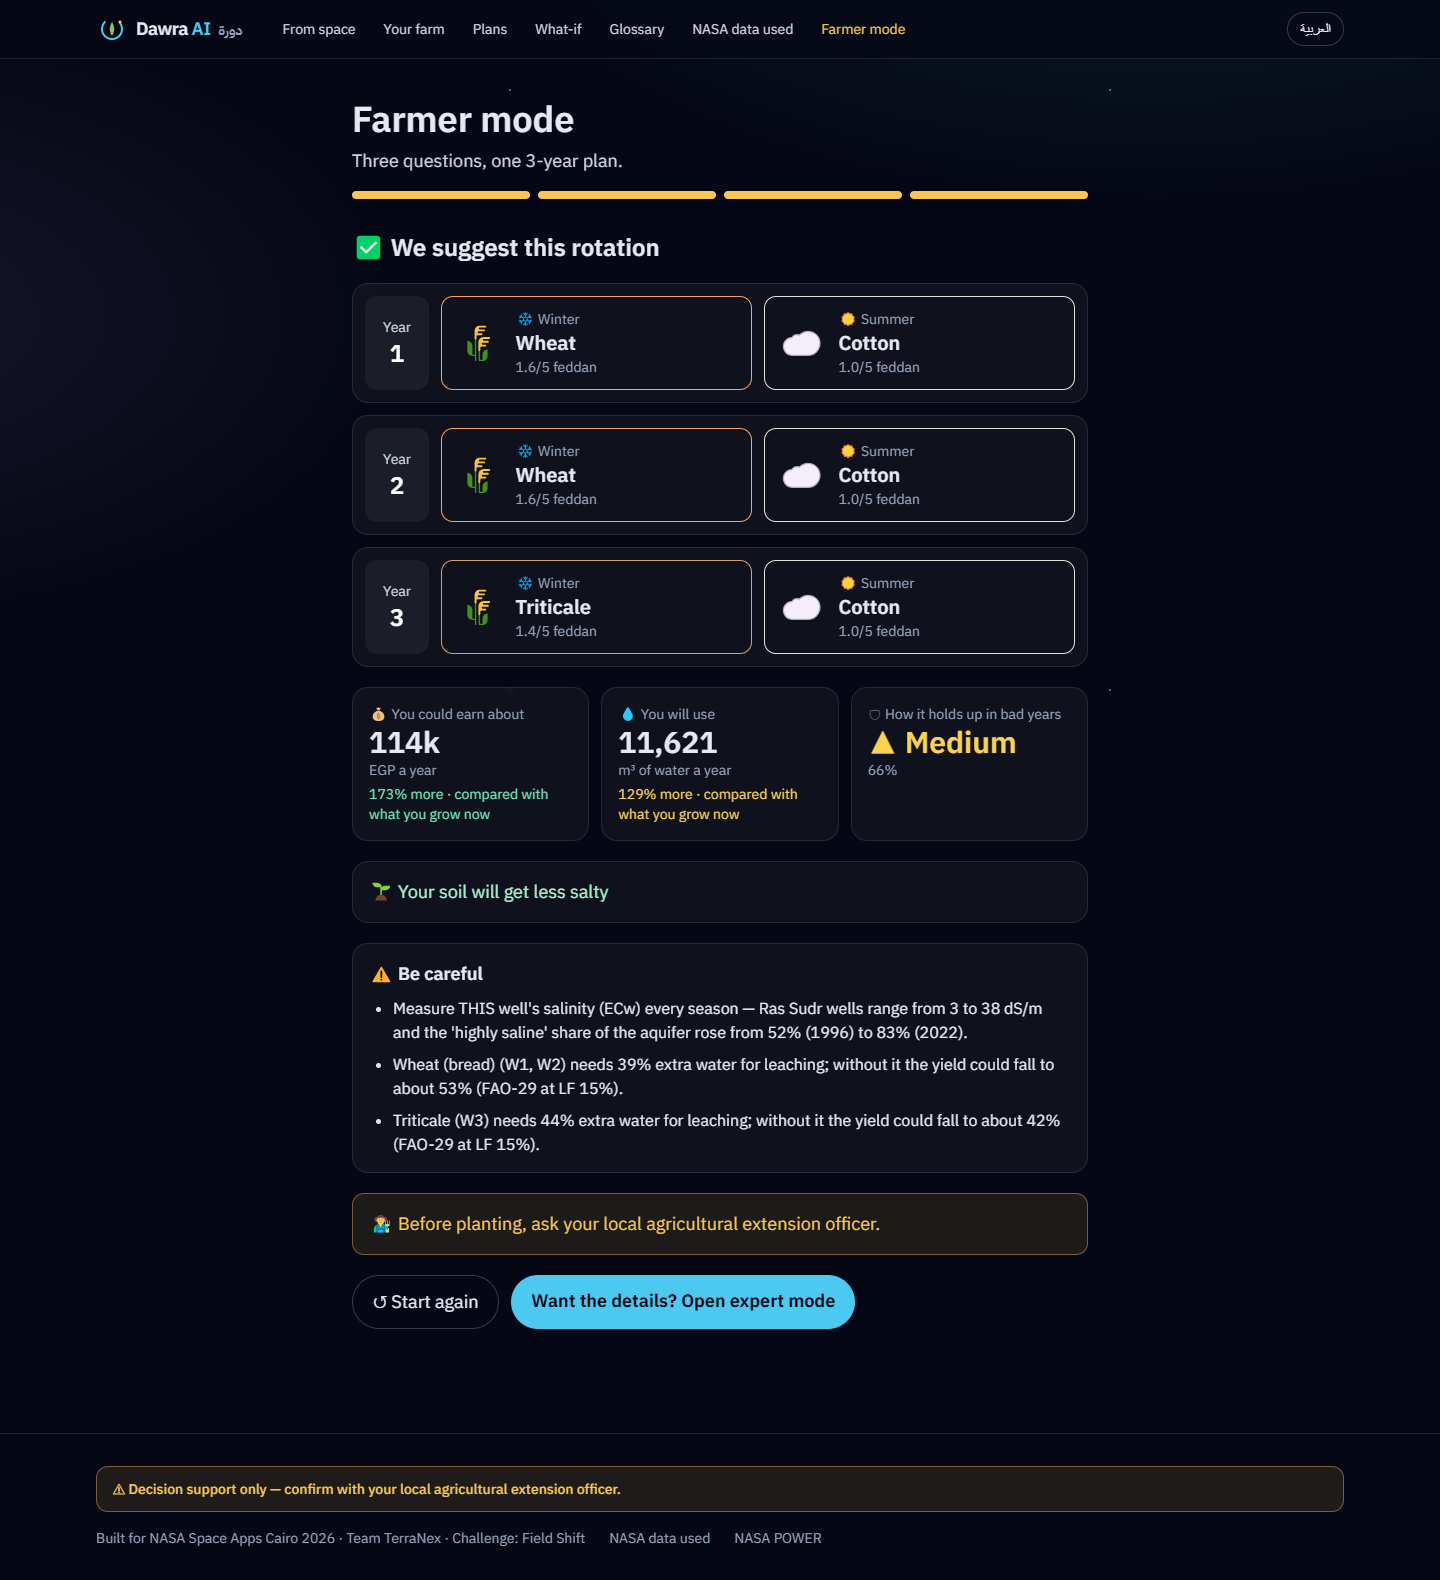 Dawra AI دورة
From space
Your farm
Plans
What-if
Glossary
NASA data used
Farmer mode
العربية
Farmer mode
Three questions, one 3-year plan.
We suggest this rotation
Year
1
Winter
Wheat
1.6/5 feddan
Summer
Cotton
1.0/5 feddan
Year
2
Winter
Wheat
1.6/5 feddan
Summer
Cotton
1.0/5 feddan
Year
3
Winter
Triticale
1.4/5 feddan
Summer
Cotton
1.0/5 feddan
You could earn about
114k
EGP a year
173% more · compared with
what you grow now
You will use
11,621
m³ of water a year
129% more · compared with
what you grow now
How it holds up in bad years
Medium
66%
Your soil will get less salty
Be careful
• Measure THIS well's salinity (ECw) every season — Ras Sudr wells range from 3 to 38 dS/m
and the 'highly saline' share of the aquifer rose from 52% (1996) to 83% (2022).
• Wheat (bread) (W1, W2) needs 39% extra water for leaching; without it the yield could fall to
about 53% (FAO-29 at LF 15%).
• Triticale (W3) needs 44% extra water for leaching; without it the yield could fall to about 42%
(FAO-29 at LF 15%).
Before planting, ask your local agricultural extension officer.
↺ Start again
Want the details? Open expert mode
⚠ Decision support only — confirm with your local agricultural extension officer.
Built for NASA Space Apps Cairo 2026 · Team TerraNex · Challenge: Field Shift
NASA data used
NASA POWER